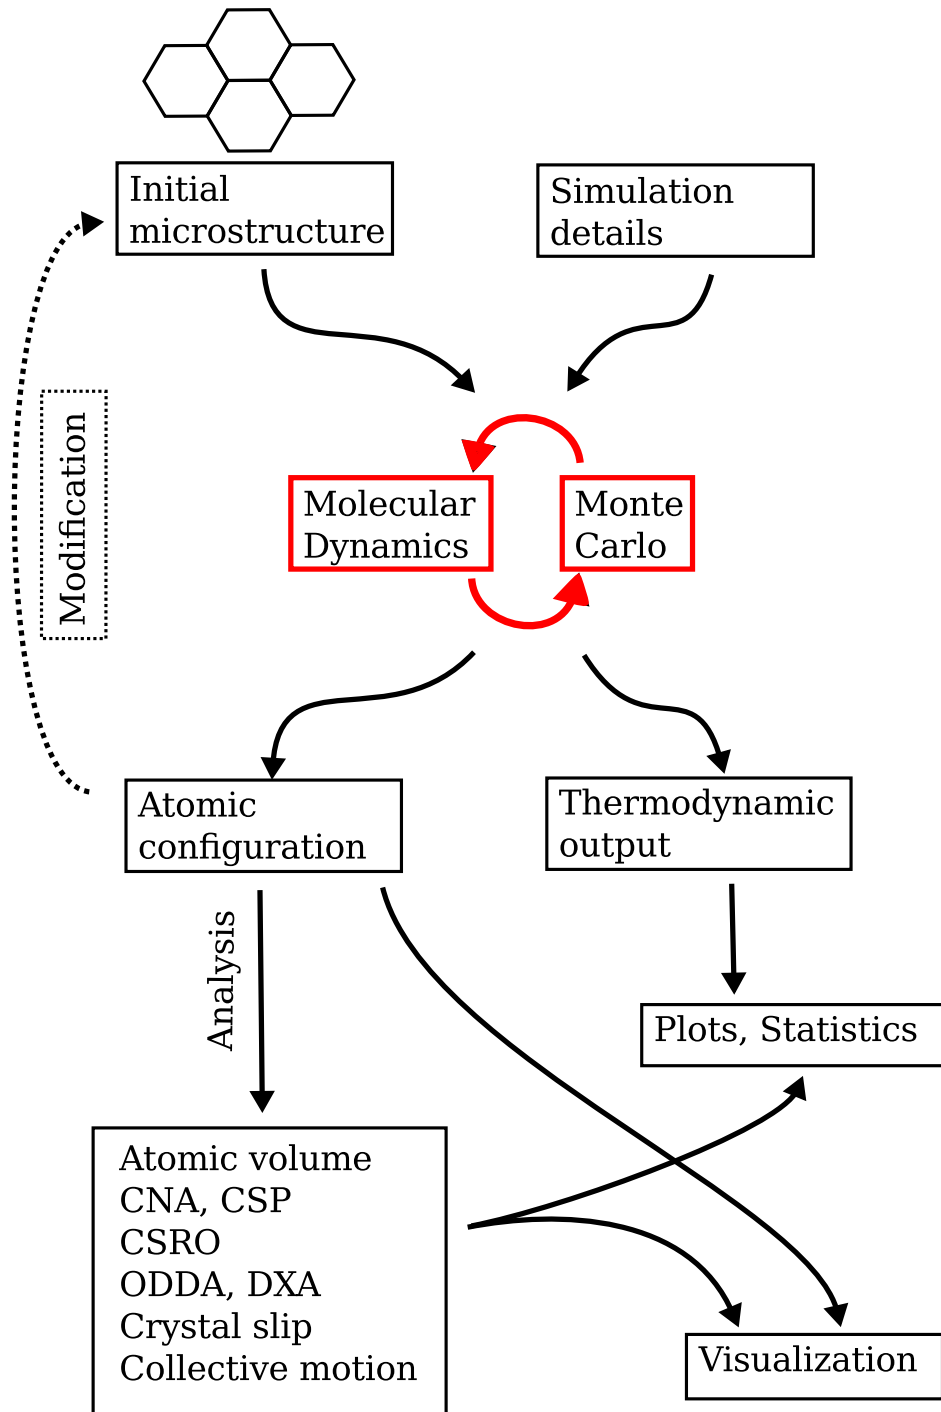 Initial
microstructure
Simulation
details
Modification
Molecular
Dynamics
Monte
Carlo
Atomic
configuration
Thermodynamic
output
Analysis
Plots, Statistics
Atomic volume
CNA, CSP
CSRO
ODDA, DXA
Crystal slip
Collective motion
Visualization